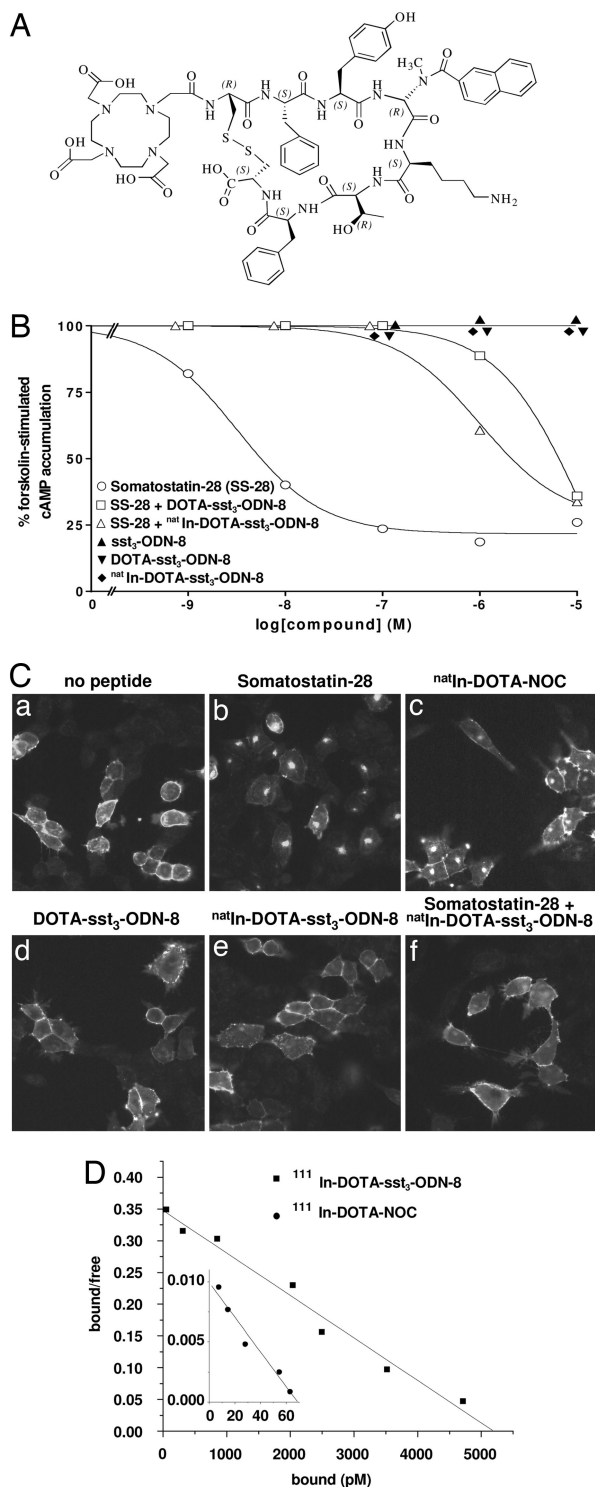 A
OH
O
OH
O
HO
O
N
N
N
N
O
N
H
(R)
O
H
N
(S)
O
N
H
(S)
OH
O
H
N
(R)
H₃C
N
O
O
HN
(S)
NH₂
O
H
N
(S)
O
HO
(R)
NH
(S)
O
NH
(S)
HO
C
O
S
S
B
% forskolin-stimulated
cAMP accumulation
100
75
50
25
0
Somatostatin-28 (SS-28)
SS-28 + DOTA-sst₃-ODN-8
SS-28 + ⁿᵃᵗIn-DOTA-sst₃-ODN-8
sst₃-ODN-8
DOTA-sst₃-ODN-8
ⁿᵃᵗIn-DOTA-sst₃-ODN-8
0 -9 -8 -7 -6 -5
log[compound] (M)
C
no peptide Somatostatin-28 ⁿᵃᵗIn-DOTA-NOC
a b c
DOTA-sst₃-ODN-8 ⁿᵃᵗIn-DOTA-sst₃-ODN-8 Somatostatin-28 +
ⁿᵃᵗIn-DOTA-sst₃-ODN-8
d e f
D
bound/free
0.40
0.35
0.30
0.25
0.20
0.15
0.10
0.05
0.00
¹¹¹ In-DOTA-sst₃-ODN-8
¹¹¹ In-DOTA-NOC
0.010
0.005
0.000
0 20 40 60
0 1000 2000 3000 4000 5000
bound (pM)